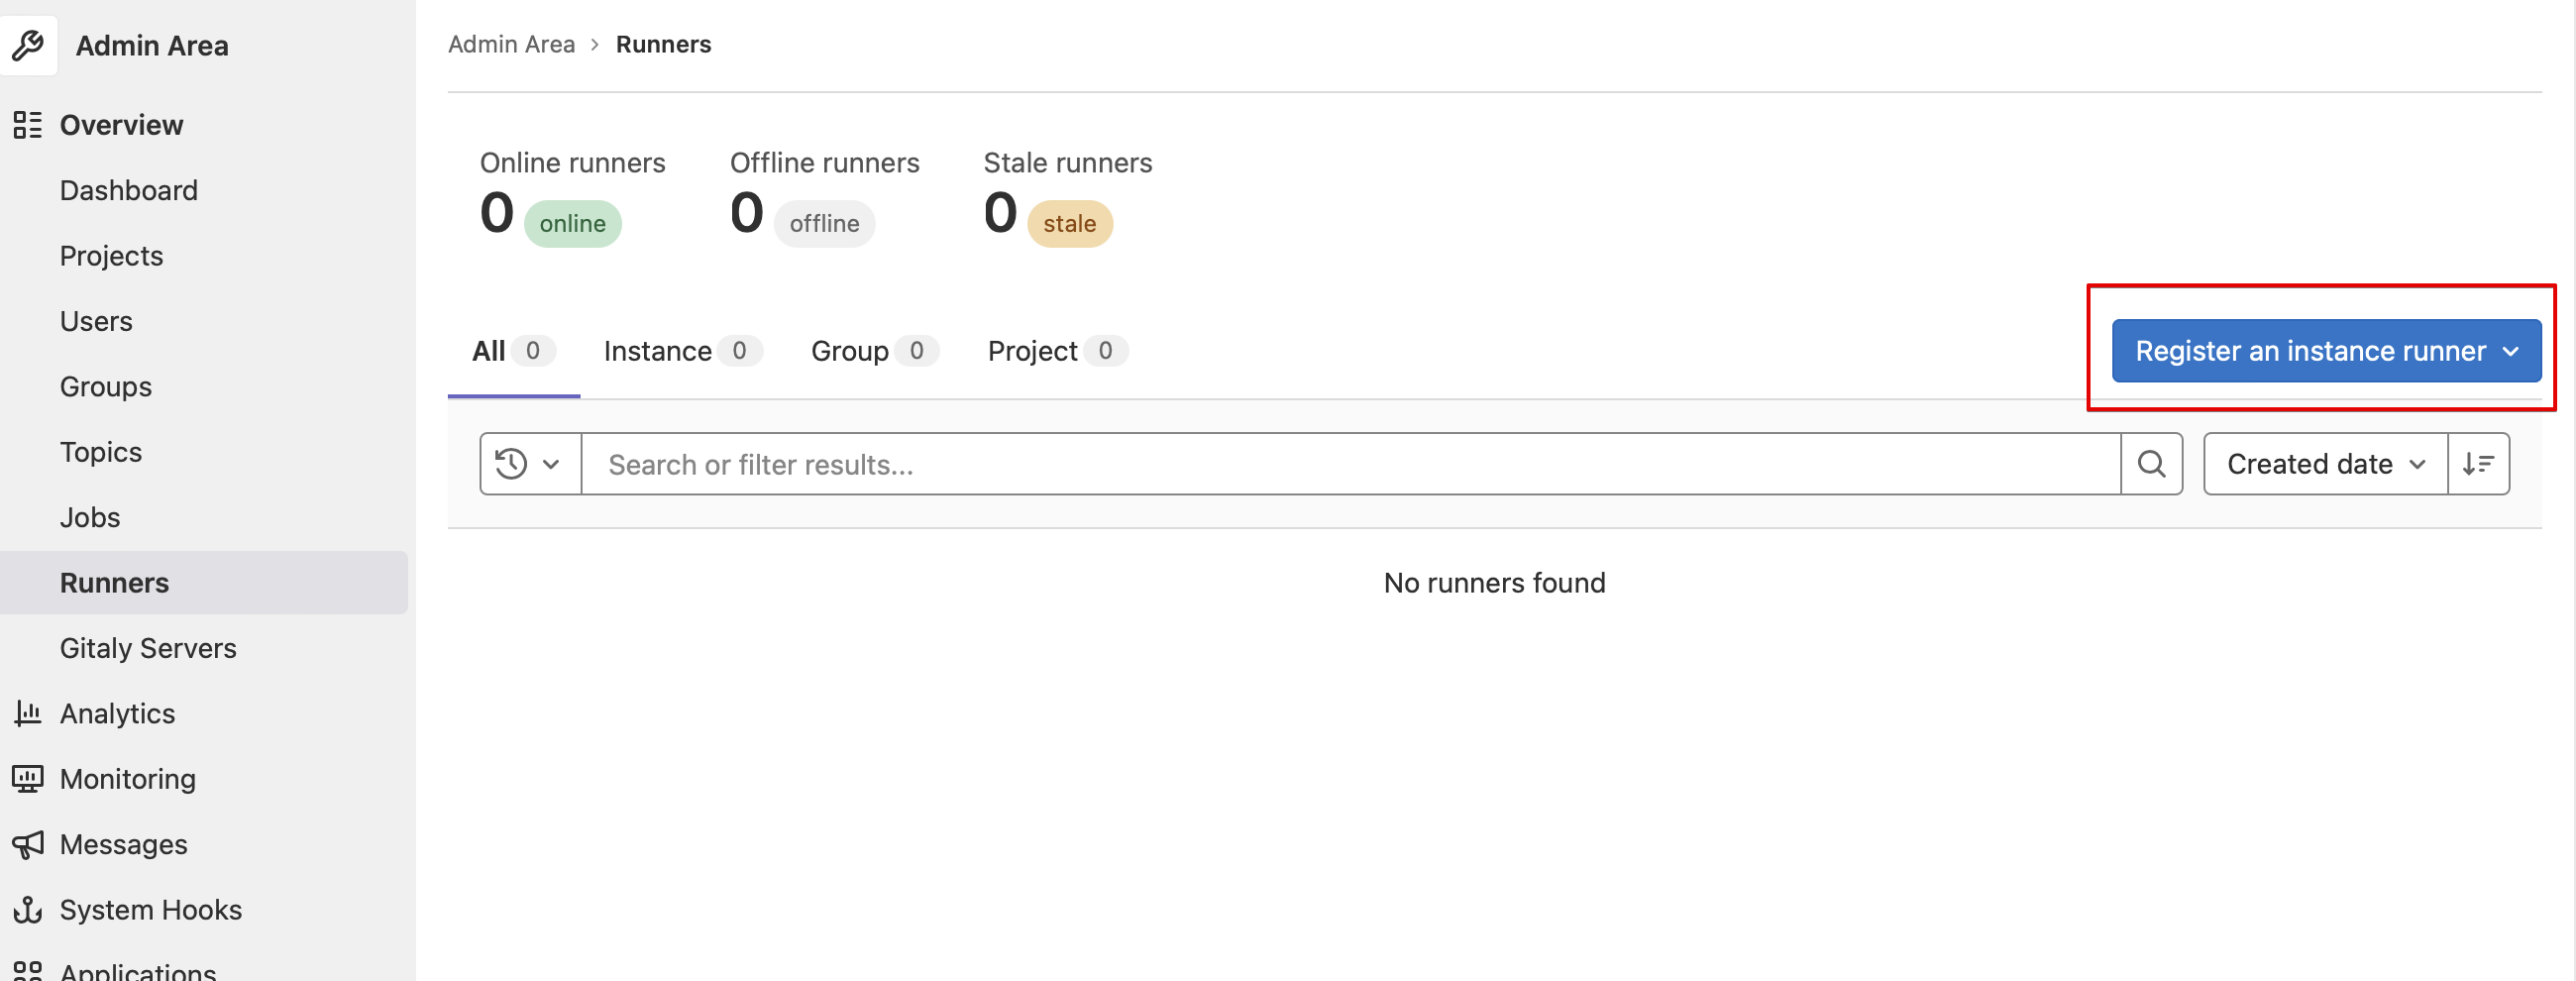 Admin Area
Overview
Dashboard
Projects
Users
Groups
Topics
Jobs
Runners
Gitaly Servers
Analytics
Monitoring
Messages
System Hooks
Applications
Admin Area > Runners
Online runners Offline runners Stale runners
0 online 0 offline 0 stale
All 0 Instance 0 Group 0 Project 0 Register an instance runner
Search or filter results... Created date
No runners found